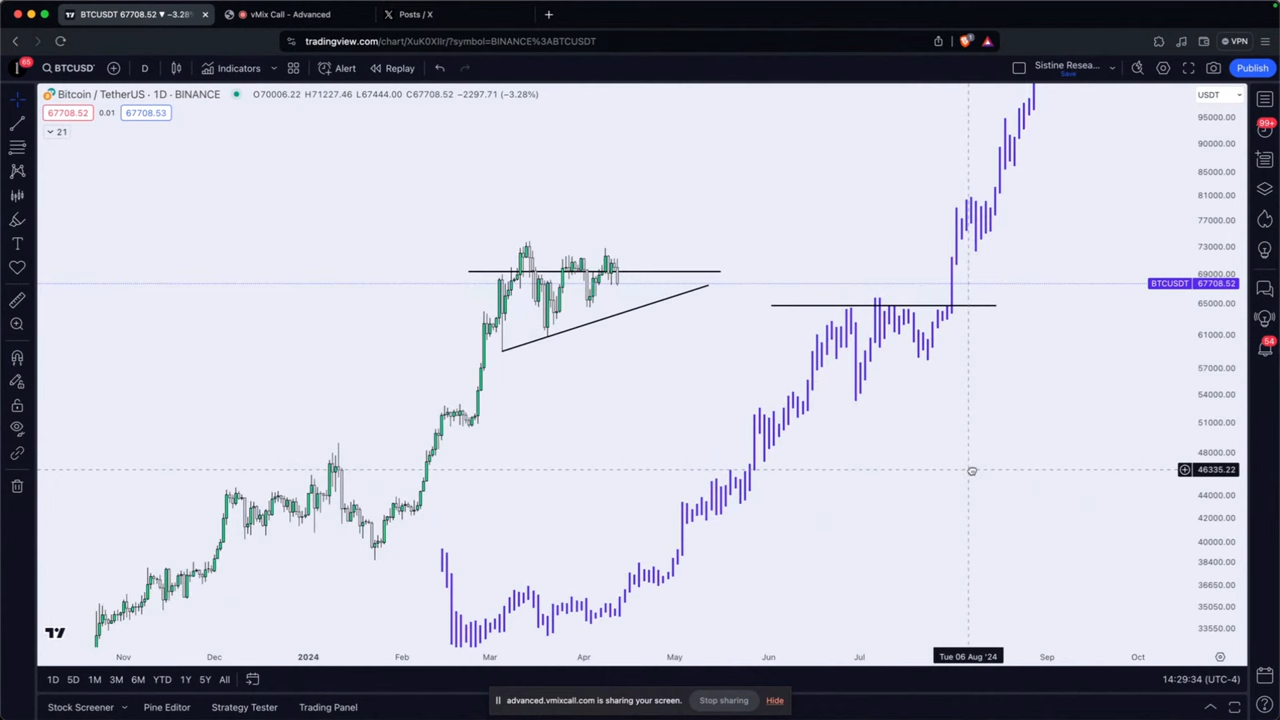 BTCUSDT 67708.52 ▼ −3.28%
vMix Call - Advanced
Posts / X
tradingview.com/chart/XuK0XIlr/?symbol=BINANCE%3ABTCUSDT
VPN
65
BTCUSDT
D
Indicators
Alert
Replay
Sistine Resea...
Save
Publish
Bitcoin / TetherUS · 1D · BINANCE
O70006.22 H71227.46 L67444.00 C67708.52 −2297.71 (−3.28%)
67708.52
0.01
67708.53
21
USDT
99+
54
95000.00
90000.00
85000.00
81000.00
77000.00
73000.00
69000.00
BTCUSDT 67708.52
65000.00
61000.00
57000.00
54000.00
51000.00
48000.00
46335.22
44000.00
42000.00
40000.00
38400.00
36650.00
35050.00
33550.00
Nov
Dec
2024
Feb
Mar
Apr
May
Jun
Jul
Tue 06 Aug '24
Sep
Oct
1D 5D 1M 3M 6M YTD 1Y 5Y All
14:29:34 (UTC-4)
Stock Screener
Pine Editor
Strategy Tester
Trading Panel
advanced.vmixcall.com is sharing your screen.
Stop sharing
Hide